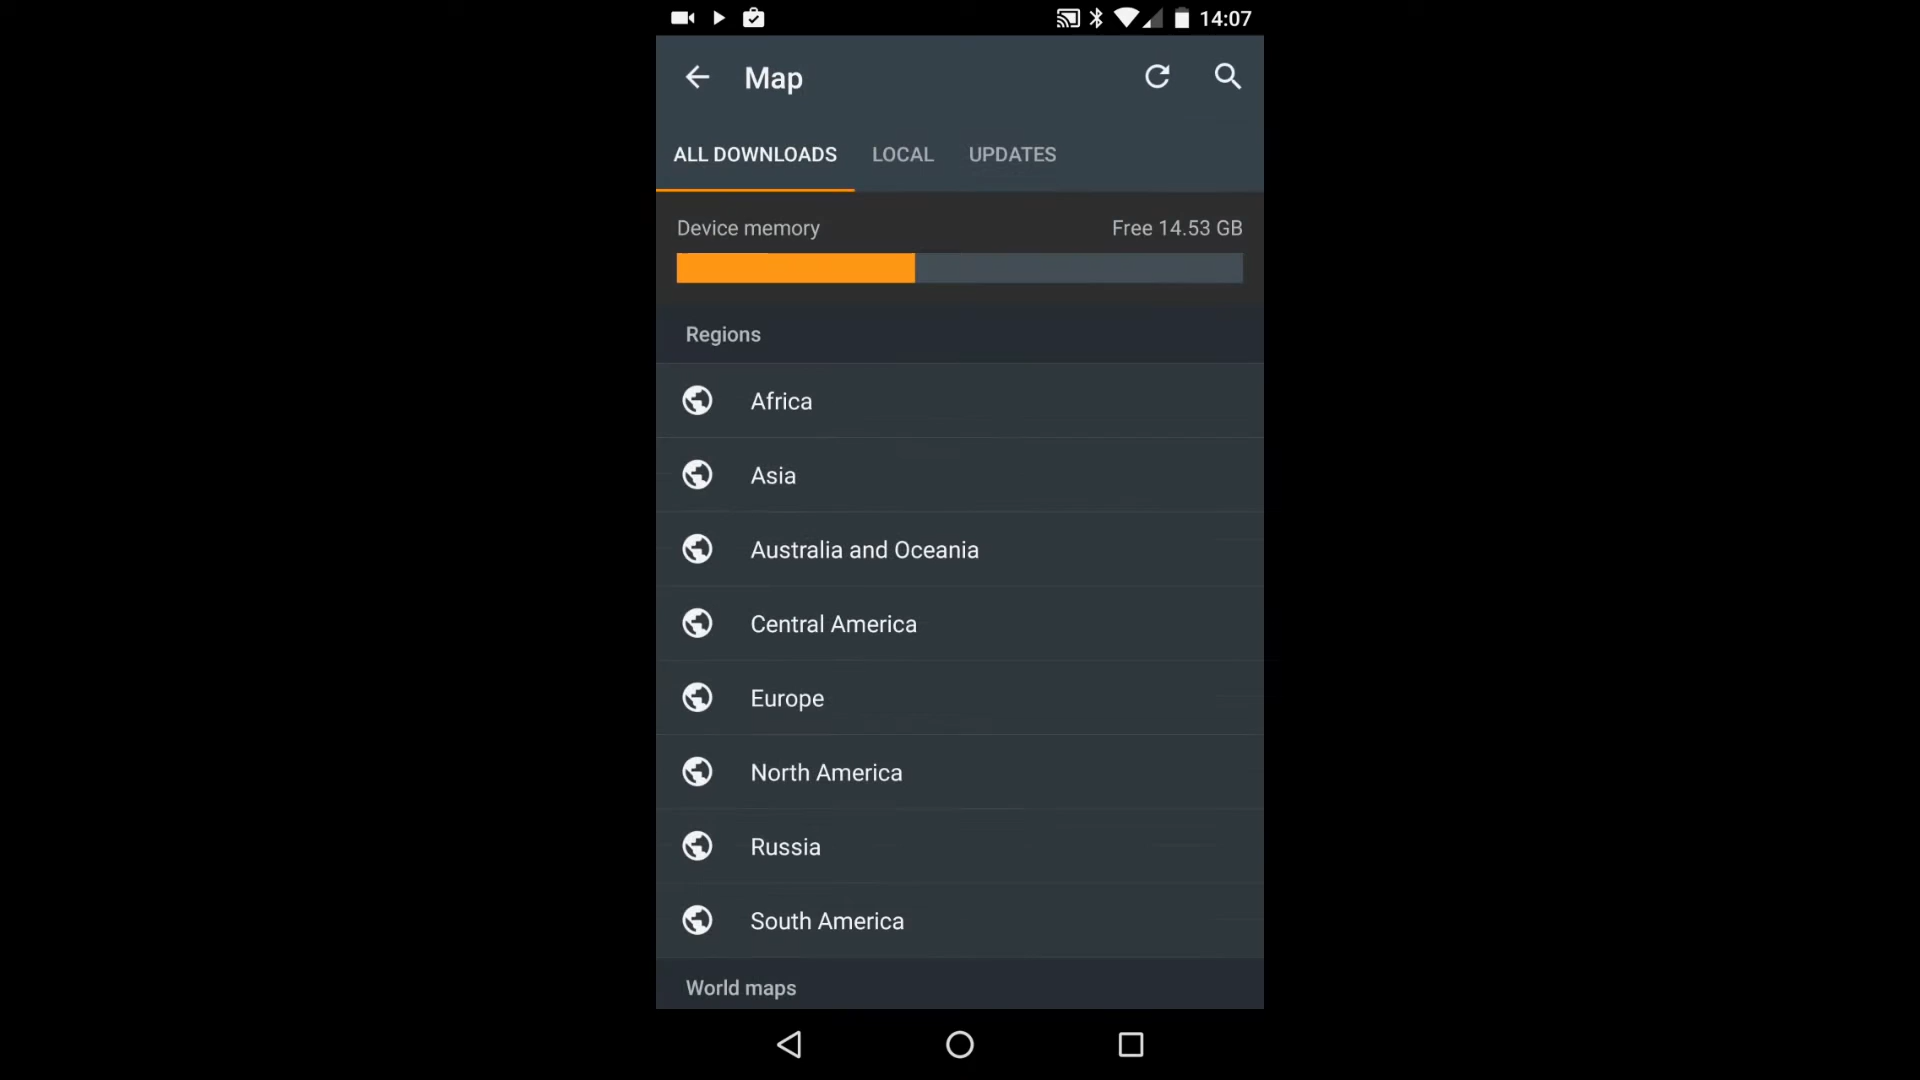 14:07
Map
ALL DOWNLOADS LOCAL UPDATES
Device memory Free 14.53 GB
Regions
Africa
Asia
Australia and Oceania
Central America
Europe
North America
Russia
South America
World maps